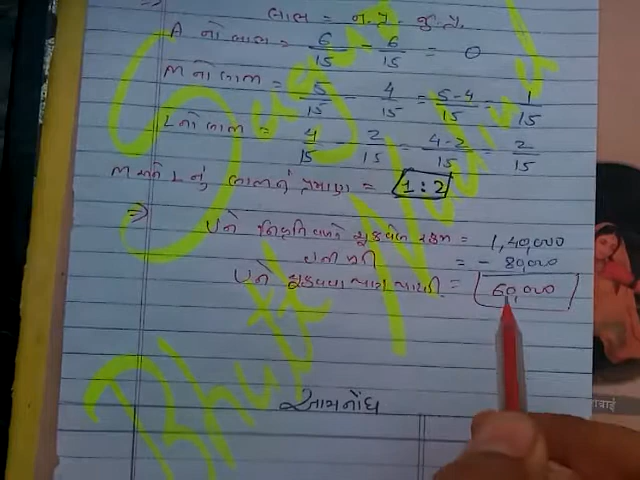 લાભ = ન.પ્રે. - જૂ.પ્રે.
A નો લાભ = 6/15 - 6/15 = 0
M નો લાભ = 5/15 - 4/15 = 5-4/15 = 1/15
L નો લાભ = 4/15 - 2/15 = 4-2/15 = 2/15
M અને L નું લાભનું પ્રમાણ = 1:2
⇒ U ને નિવૃત્તિ વખતે ચૂકવેલ રકમ = 1,40,000
= - 80,000
U ને ચૂકવવા પાત્ર પાઘડી = 60,000
આમનોંધ